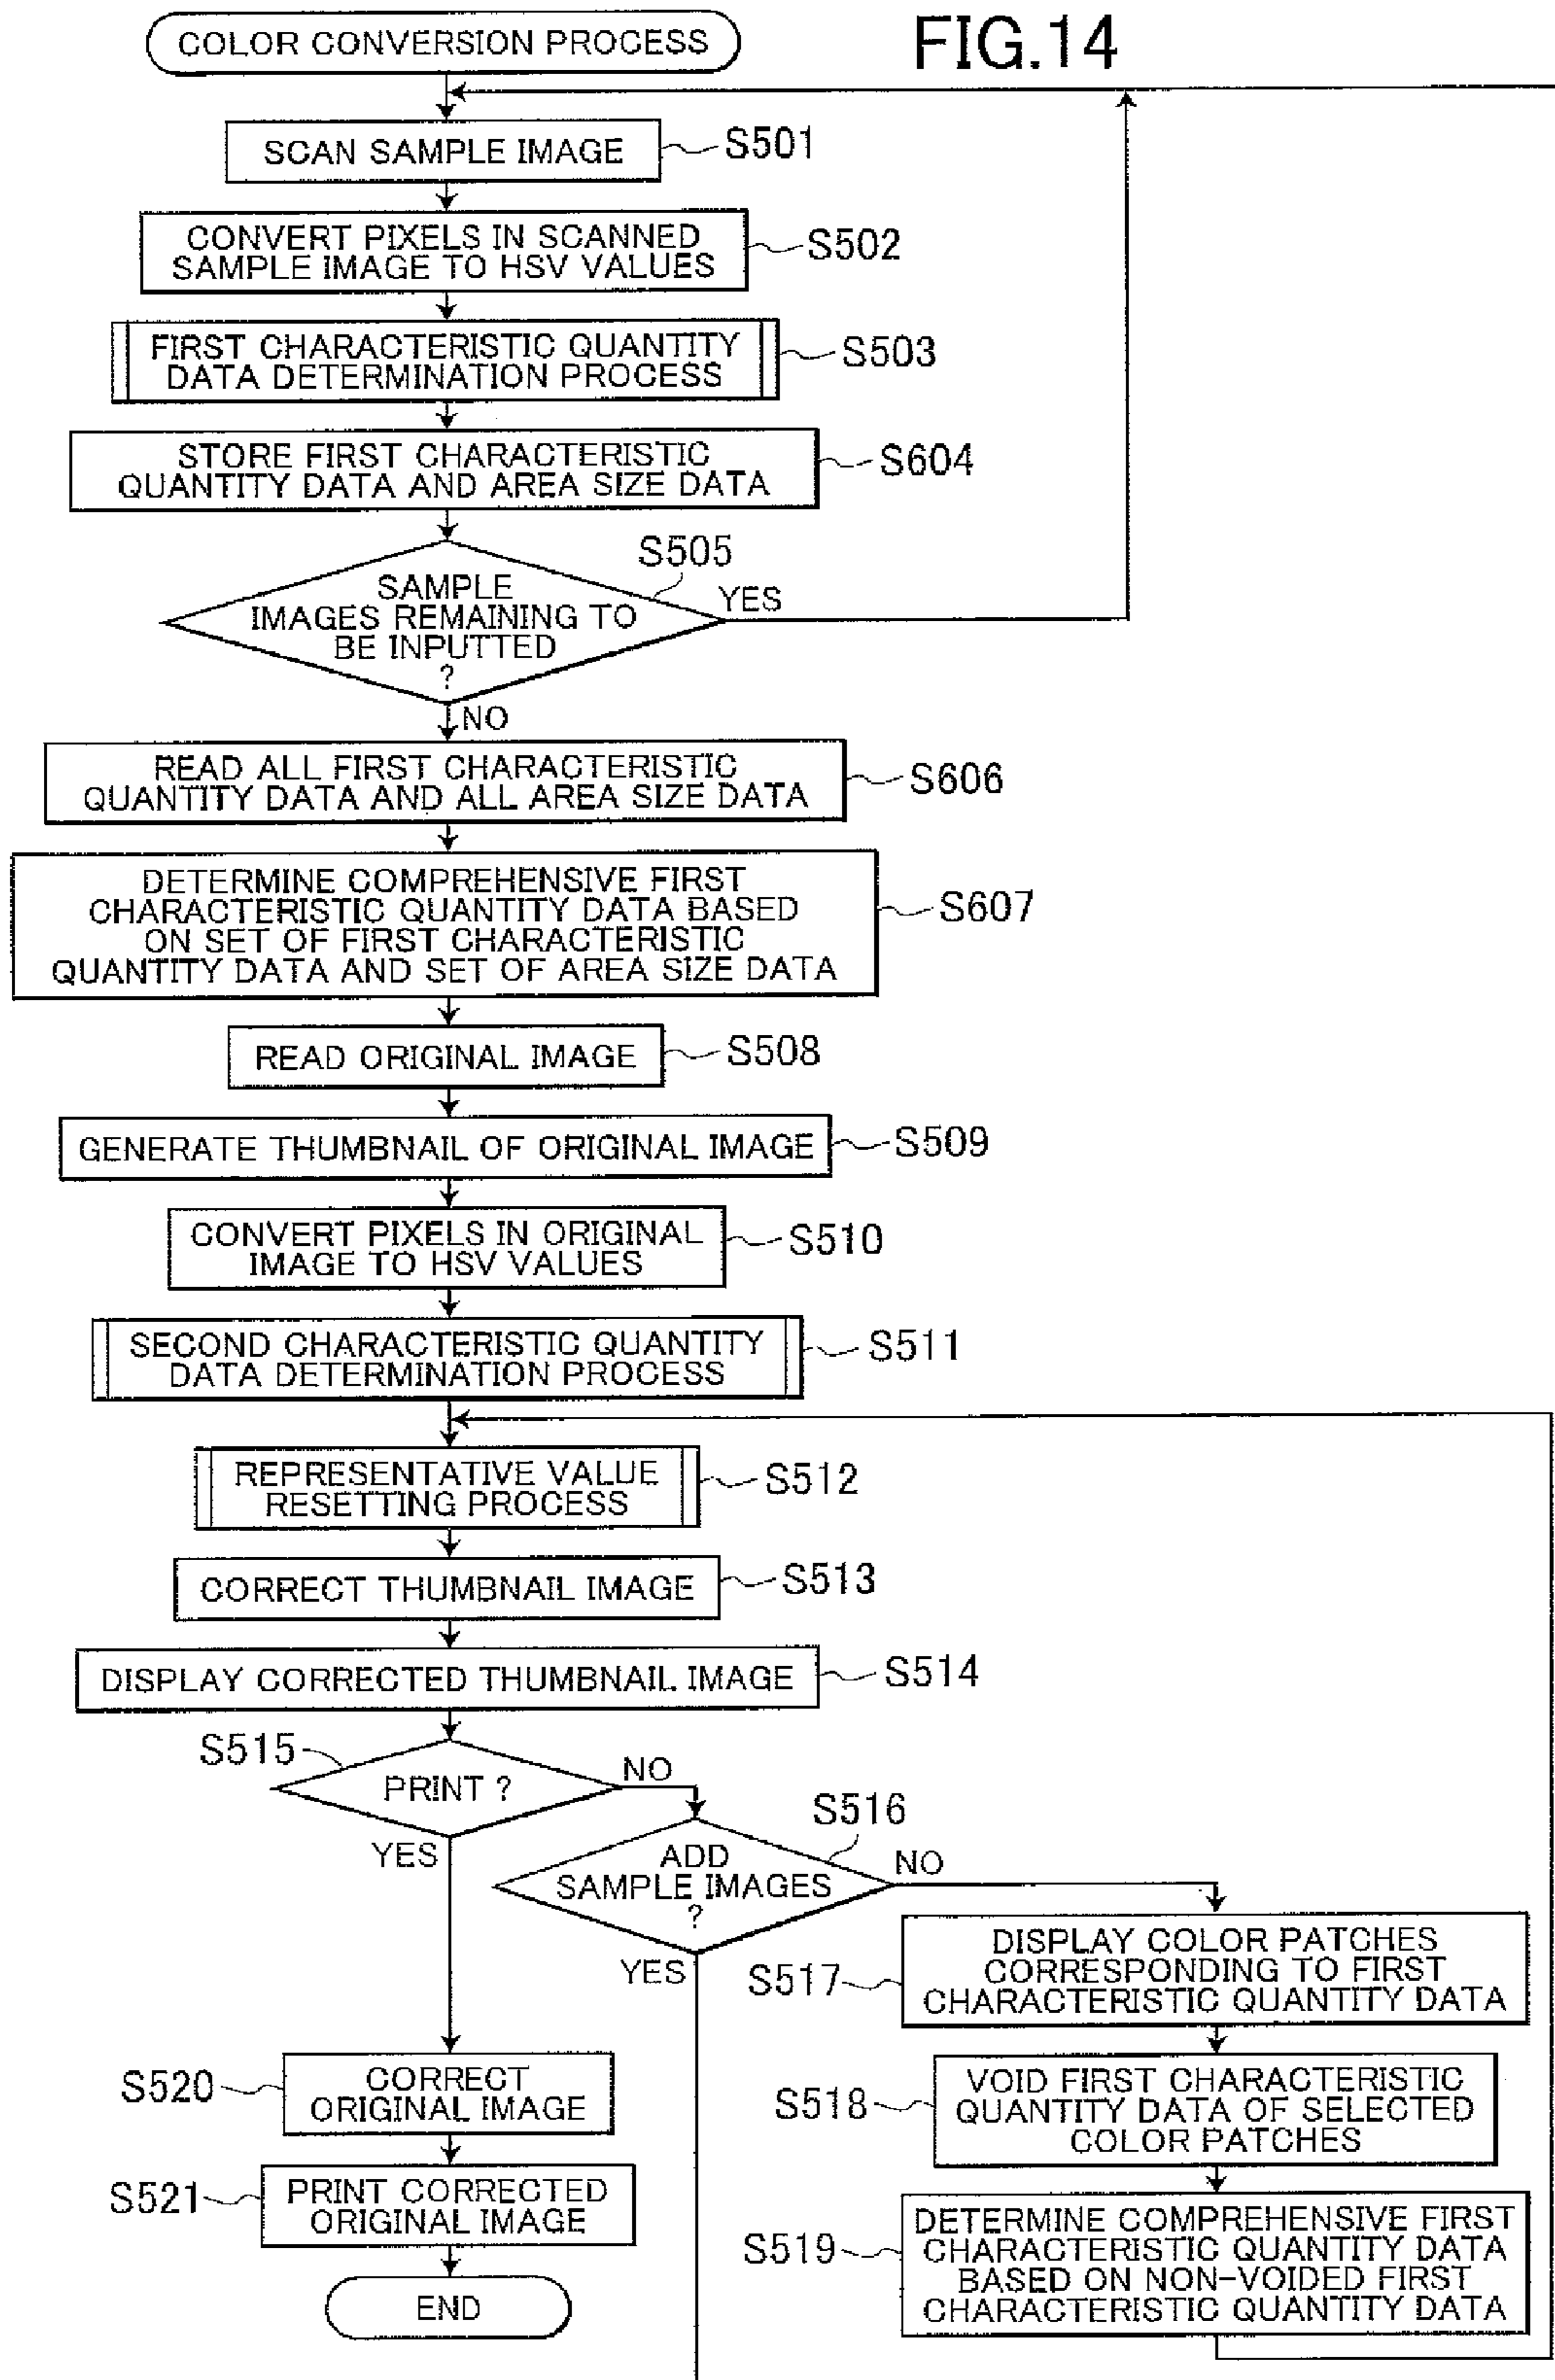 FIG.14
COLOR CONVERSION PROCESS
SCAN SAMPLE IMAGE
S501
CONVERT PIXELS IN SCANNED
SAMPLE IMAGE TO HSV VALUES
S502
FIRST CHARACTERISTIC QUANTITY
DATA DETERMINATION PROCESS
S503
STORE FIRST CHARACTERISTIC
QUANTITY DATA AND AREA SIZE DATA
S604
S505
SAMPLE
IMAGES REMAINING TO
BE INPUTTED
?
YES
NO
READ ALL FIRST CHARACTERISTIC
QUANTITY DATA AND ALL AREA SIZE DATA
S606
DETERMINE COMPREHENSIVE FIRST
CHARACTERISTIC QUANTITY DATA BASED
ON SET OF FIRST CHARACTERISTIC
QUANTITY DATA AND SET OF AREA SIZE DATA
S607
READ ORIGINAL IMAGE
S508
GENERATE THUMBNAIL OF ORIGINAL IMAGE
S509
CONVERT PIXELS IN ORIGINAL
IMAGE TO HSV VALUES
S510
SECOND CHARACTERISTIC QUANTITY
DATA DETERMINATION PROCESS
S511
REPRESENTATIVE VALUE
RESETTING PROCESS
S512
CORRECT THUMBNAIL IMAGE
S513
DISPLAY CORRECTED THUMBNAIL IMAGE
S514
S515
PRINT ?
NO
YES
S516
ADD
SAMPLE IMAGES
?
NO
YES
DISPLAY COLOR PATCHES
CORRESPONDING TO FIRST
CHARACTERISTIC QUANTITY DATA
S517
VOID FIRST CHARACTERISTIC
QUANTITY DATA OF SELECTED
COLOR PATCHES
S518
DETERMINE COMPREHENSIVE FIRST
CHARACTERISTIC QUANTITY DATA
BASED ON NON-VOIDED FIRST
CHARACTERISTIC QUANTITY DATA
S519
S520
CORRECT
ORIGINAL IMAGE
S521
PRINT CORRECTED
ORIGINAL IMAGE
END